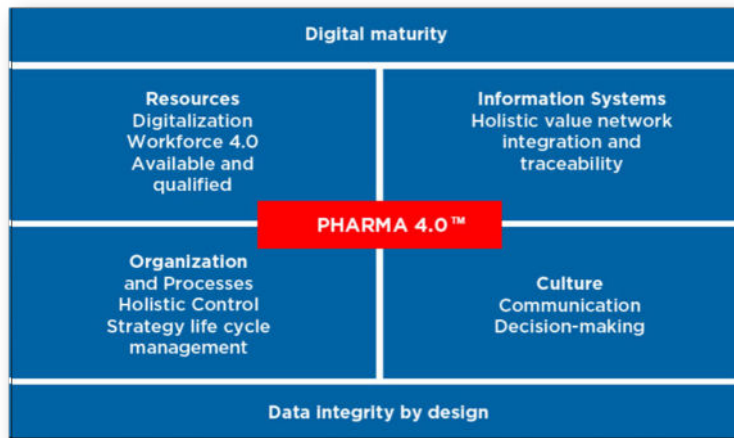 Digital maturity
Resources
Digitalization
Workforce 4.0
Available and
qualified
Information Systems
Holistic value network
integration and
traceability
PHARMA 4.0™
Organization
and Processes
Holistic Control
Strategy life cycle
management
Culture
Communication
Decision-making
Data integrity by design